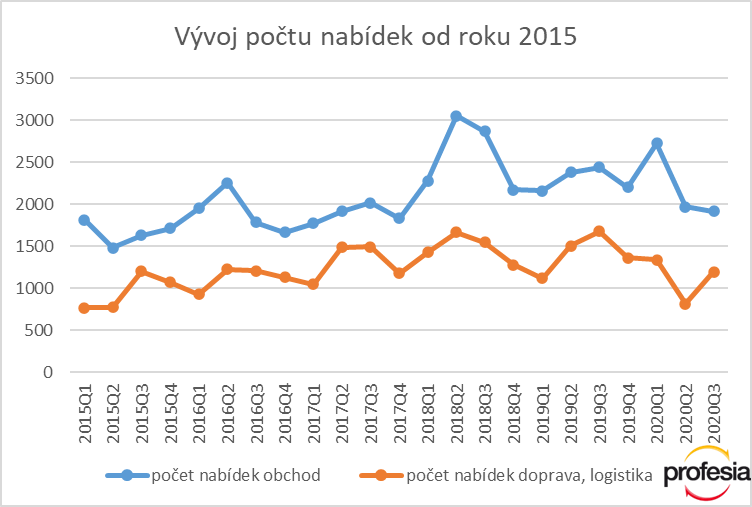 Vývoj počtu nabídek od roku 2015
3500
3000
2500
2000
1500
1000
500
0
2015Q1
2015Q2
2015Q3
2015Q4
2016Q1
2016Q2
2016Q3
2016Q4
2017Q1
2017Q2
2017Q3
2017Q4
2018Q1
2018Q2
2018Q3
2018Q4
2019Q1
2019Q2
2019Q3
2019Q4
2020Q1
2020Q2
2020Q3
počet nabídek obchod
počet nabídek doprava, logistika
profesia